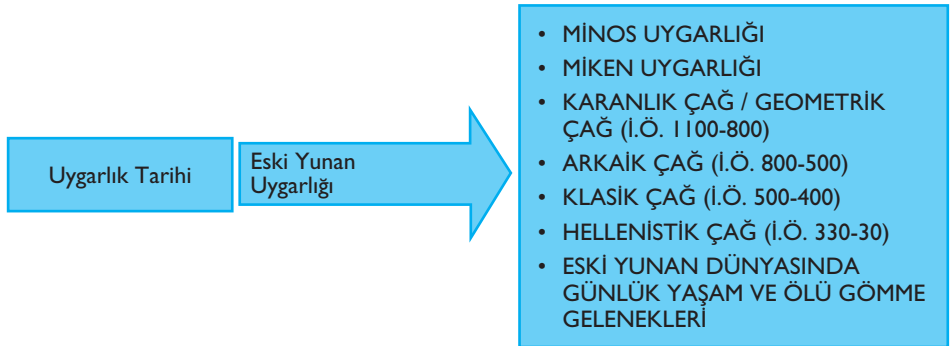 Uygarlık Tarihi
Eski Yunan
Uygarlığı
• MİNOS UYGARLIĞI
• MİKEN UYGARLIĞI
• KARANLIK ÇAĞ / GEOMETRİK
ÇAĞ (İ.Ö. 1100-800)
• ARKAİK ÇAĞ (İ.Ö. 800-500)
• KLASİK ÇAĞ (İ.Ö. 500-400)
• HELLENİSTİK ÇAĞ (İ.Ö. 330-30)
• ESKİ YUNAN DÜNYASINDA
GÜNLÜK YAŞAM VE ÖLÜ GÖMME
GELENEKLERİ